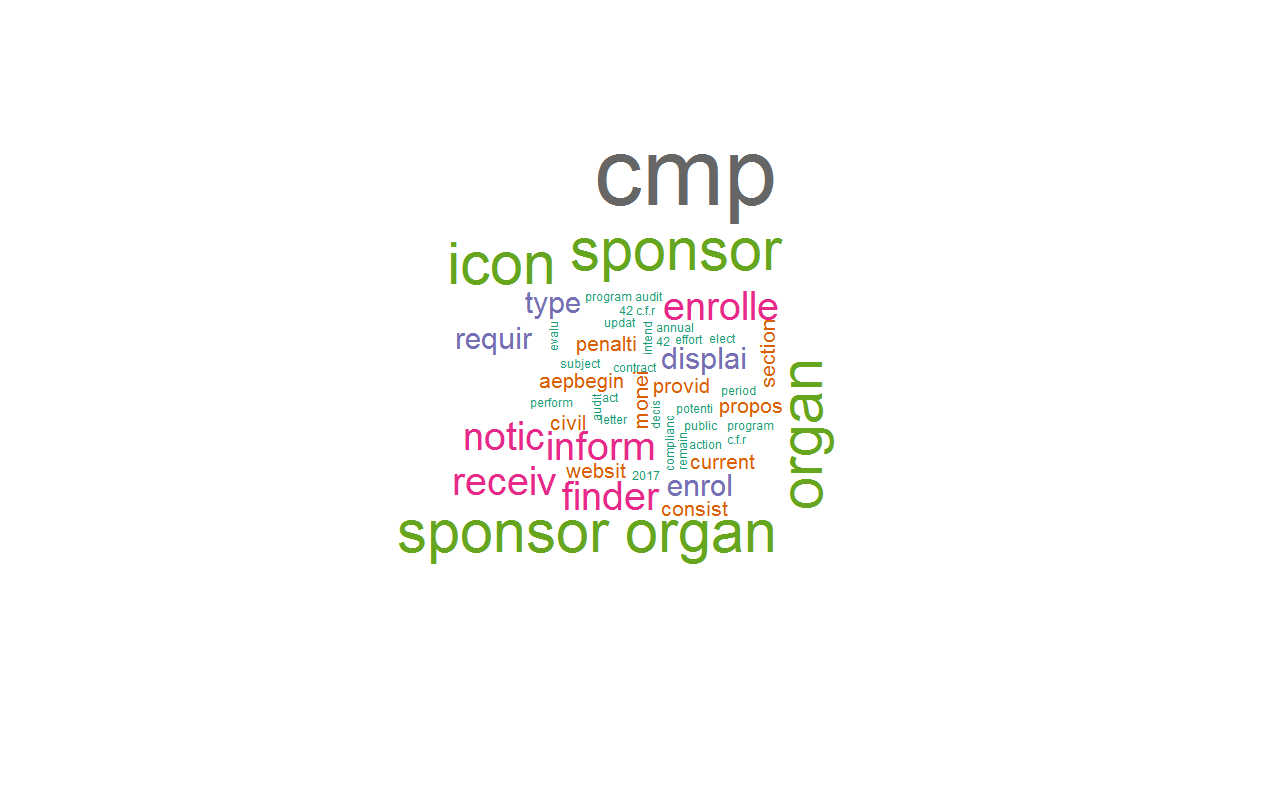 cmp
sponsor
icon
type
program audit
enrolle
42 c.f.r
updat
annual
requir
evalu
penalti
intend
42
effort
elect
section
displai
subject
contract
aepbegin
monei
provid
period
organ
perform
audit
act
decis
potenti
propos
civil
letter
public
program
notic
inform
complianc
remain
action
c.f.r
websit
2017
current
receiv
finder
enrol
consist
sponsor organ